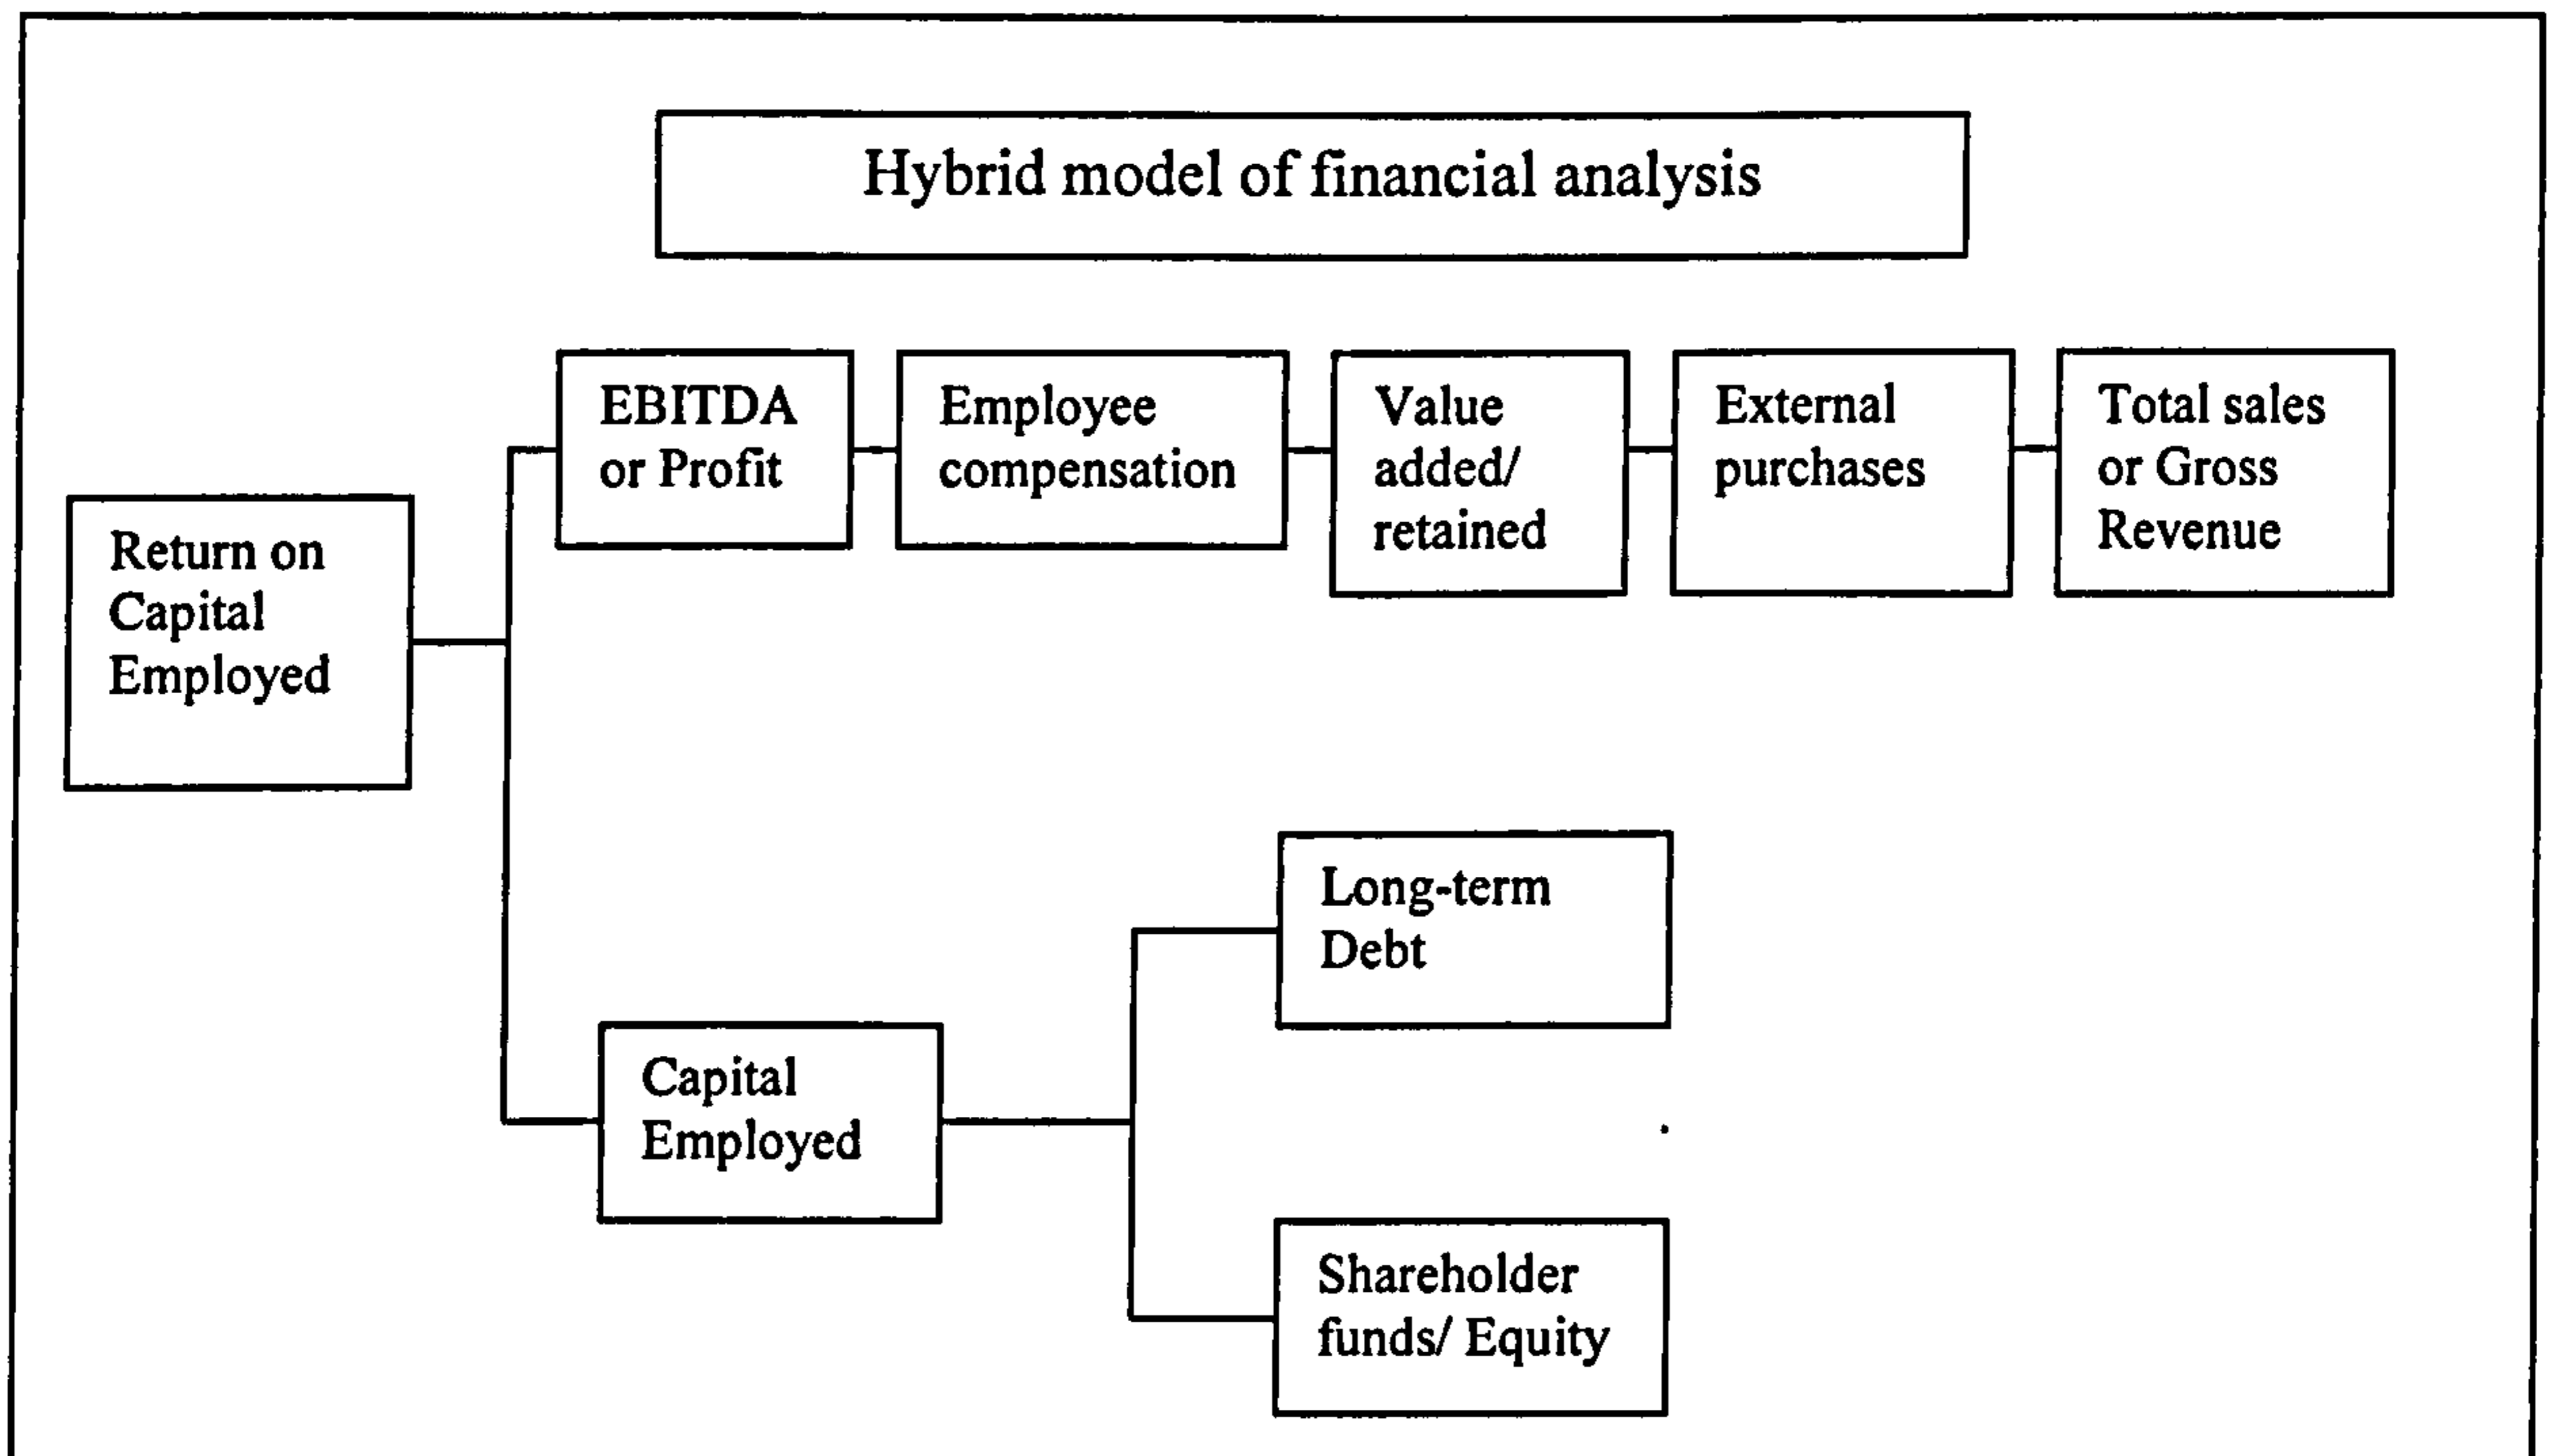 Hybrid model of financial analysis
EBITDA
or Profit
Employee
compensation
Value
added/
retained
External
purchases
Total sales
or Gross
Revenue
Return on
Capital
Employed
Long-term
Debt
Capital
Employed
Shareholder
funds/ Equity